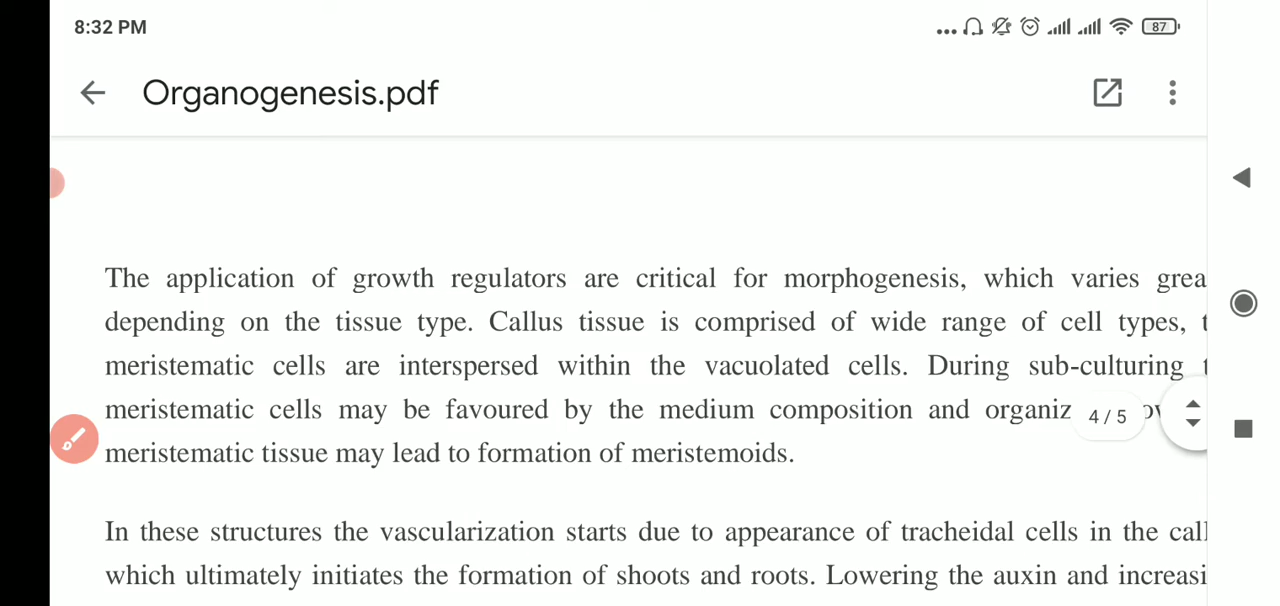 8:32 PM
87
Organogenesis.pdf
The application of growth regulators are critical for morphogenesis, which varies grea
depending on the tissue type. Callus tissue is comprised of wide range of cell types, t
meristematic cells are interspersed within the vacuolated cells. During sub-culturing t
meristematic cells may be favoured by the medium composition and organiz
4 / 5
meristematic tissue may lead to formation of meristemoids.
In these structures the vascularization starts due to appearance of tracheidal cells in the call
which ultimately initiates the formation of shoots and roots. Lowering the auxin and increasi